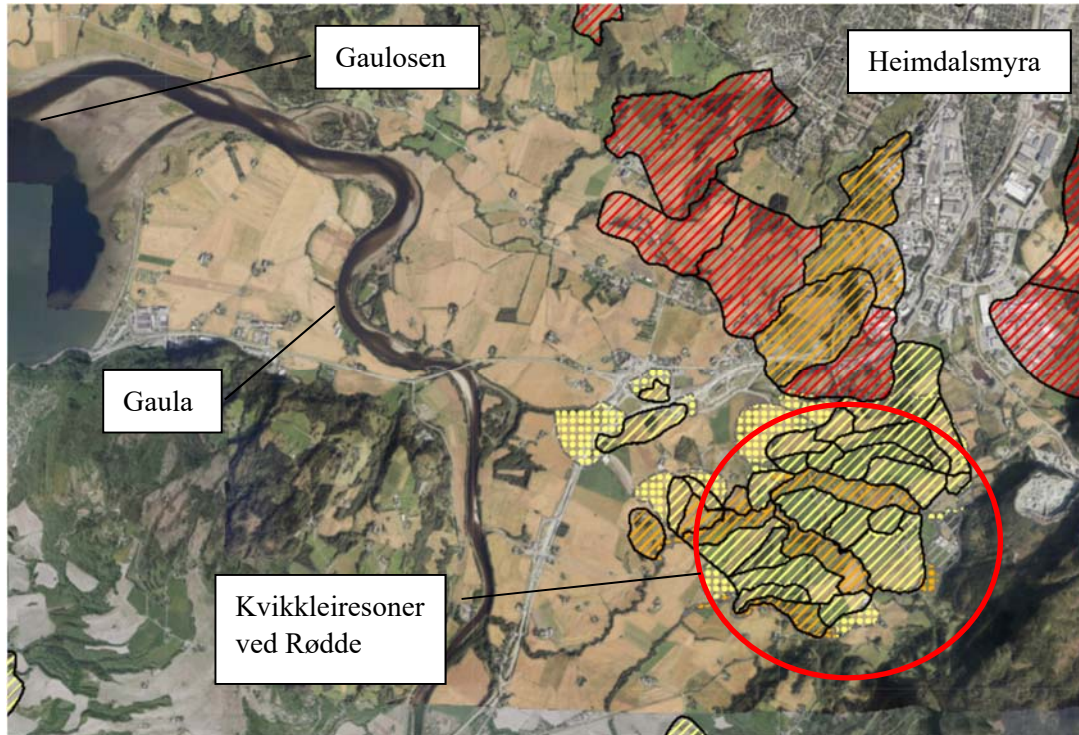 Gaulosen
Heimdalsmyra
Gaula
Kvikkleiresoner
ved Rødde